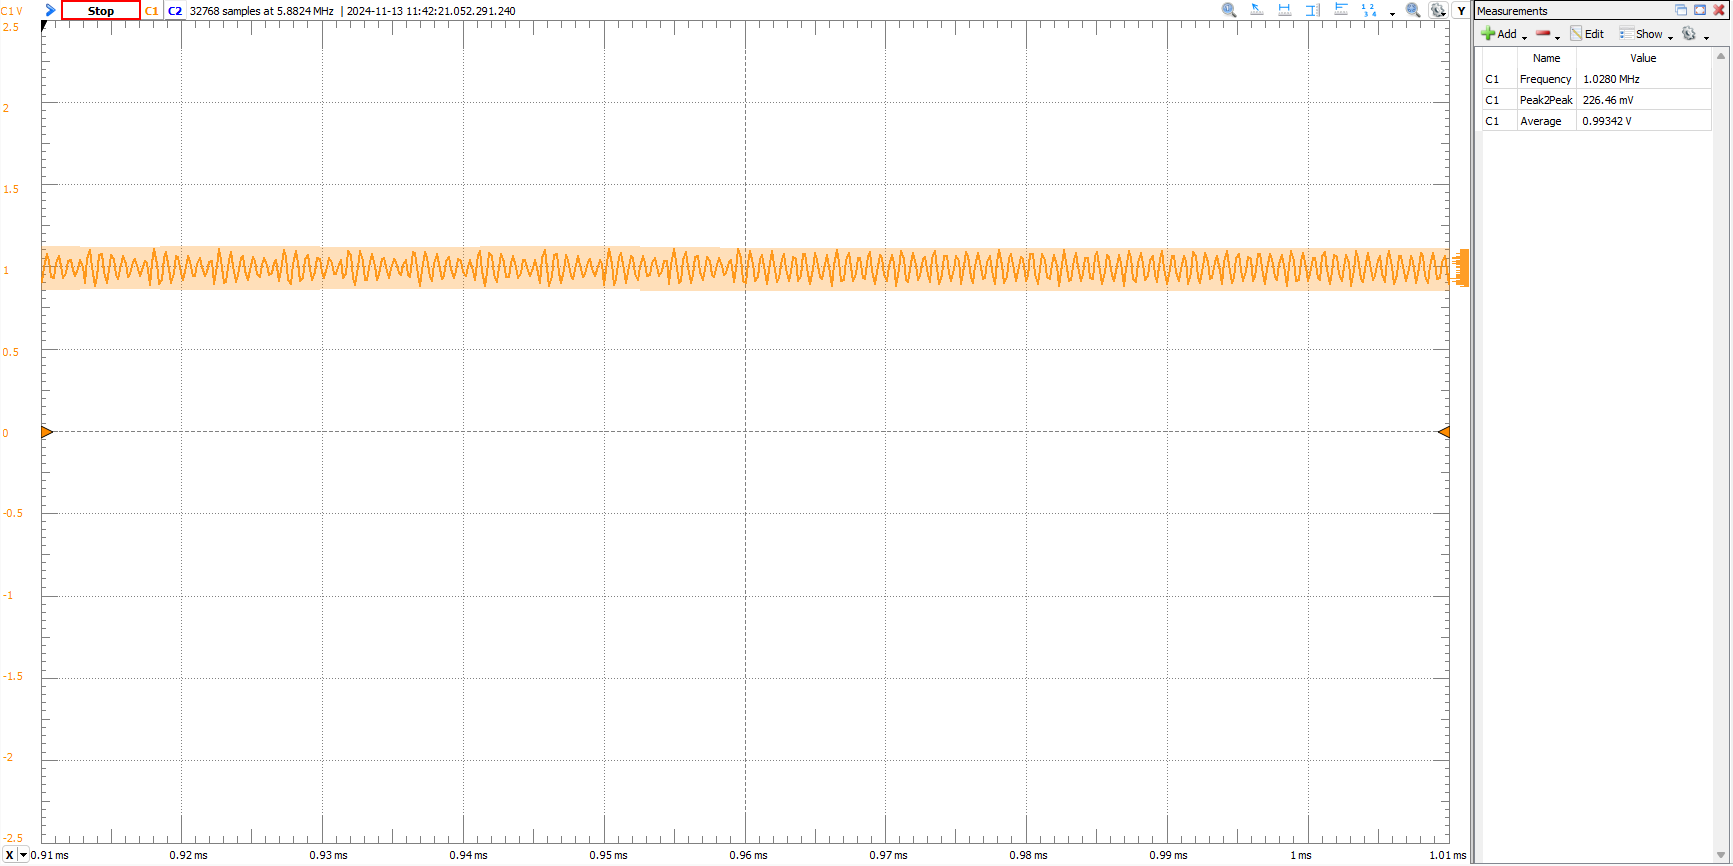 C1 V
Stop
C1
C2
32768 samples at 5.8824 MHz | 2024-11-13 11:42:21.052.291.240
Y
2.5
2
1.5
1
0.5
0
-0.5
-1
-1.5
-2
-2.5
X
0.91 ms
0.92 ms
0.93 ms
0.94 ms
0.95 ms
0.96 ms
0.97 ms
0.98 ms
0.99 ms
1 ms
1.01 ms
Measurements
Add
Edit
Show
Name Value
C1 Frequency 1.0280 MHz
C1 Peak2Peak 226.46 mV
C1 Average 0.99342 V